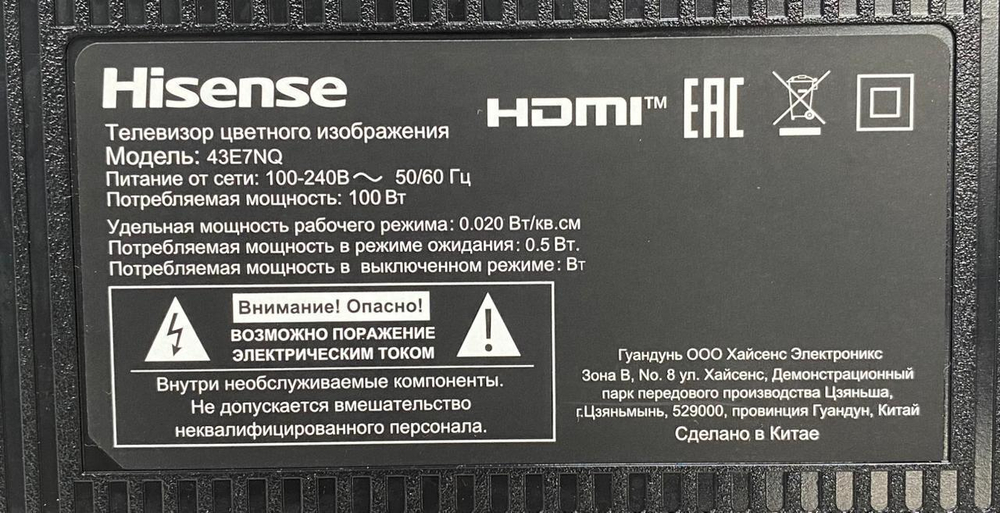 Hisense
HDMI™ EAC
Телевизор цветного изображения
Модель: 43E7NQ
Питание от сети: 100-240В ~ 50/60 Гц
Потребляемая мощность: 100 Вт
Удельная мощность рабочего режима: 0.020 Вт/кв.см
Потребляемая мощность в режиме ожидания: 0.5 Вт.
Потребляемая мощность в выключенном режиме: Вт
Внимание! Опасно!
ВОЗМОЖНО ПОРАЖЕНИЕ
ЭЛЕКТРИЧЕСКИМ ТОКОМ
Внутри необслуживаемые компоненты.
Не допускается вмешательство
неквалифицированного персонала.
Гуандунь ООО Хайсенс Электроникс
Зона B, No. 8 ул. Хайсенс, Демонстрационный
парк передового производства Цзяньша,
г.Цзяньмынь, 529000, провинция Гуандун, Китай
Сделано в Китае